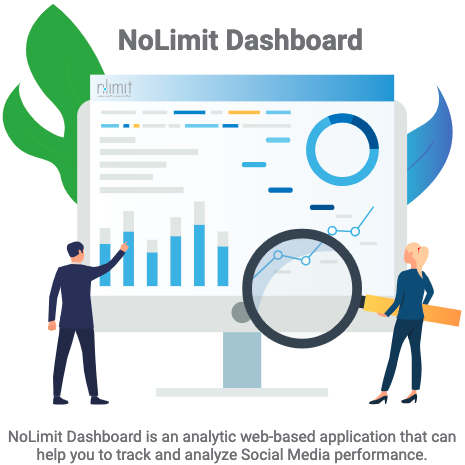 NoLimit Dashboard
nolimit
NoLimit Dashboard is an analytic web-based application that can
help you to track and analyze Social Media performance.